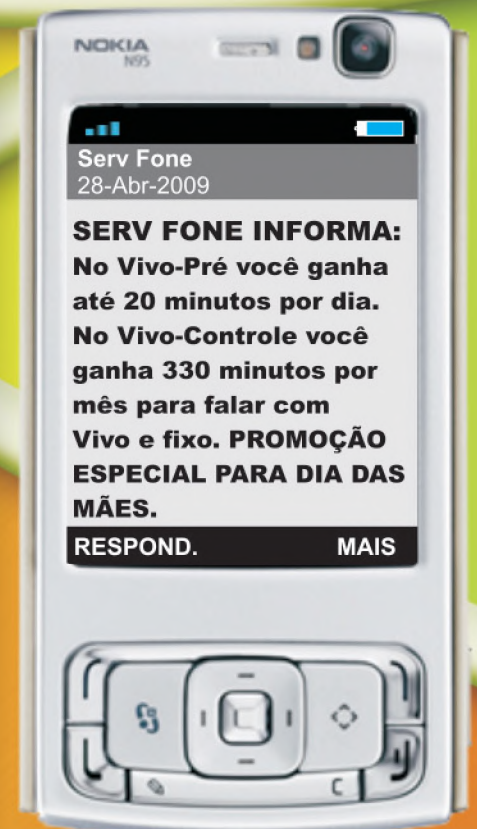 NOKIA
N95
Serv Fone
28-Abr-2009
SERV FONE INFORMA:
No Vivo-Pré você ganha
até 20 minutos por dia.
No Vivo-Controle você
ganha 330 minutos por
mês para falar com
Vivo e fixo. PROMOÇÃO
ESPECIAL PARA DIA DAS
MÃES.
RESPOND. MAIS
C